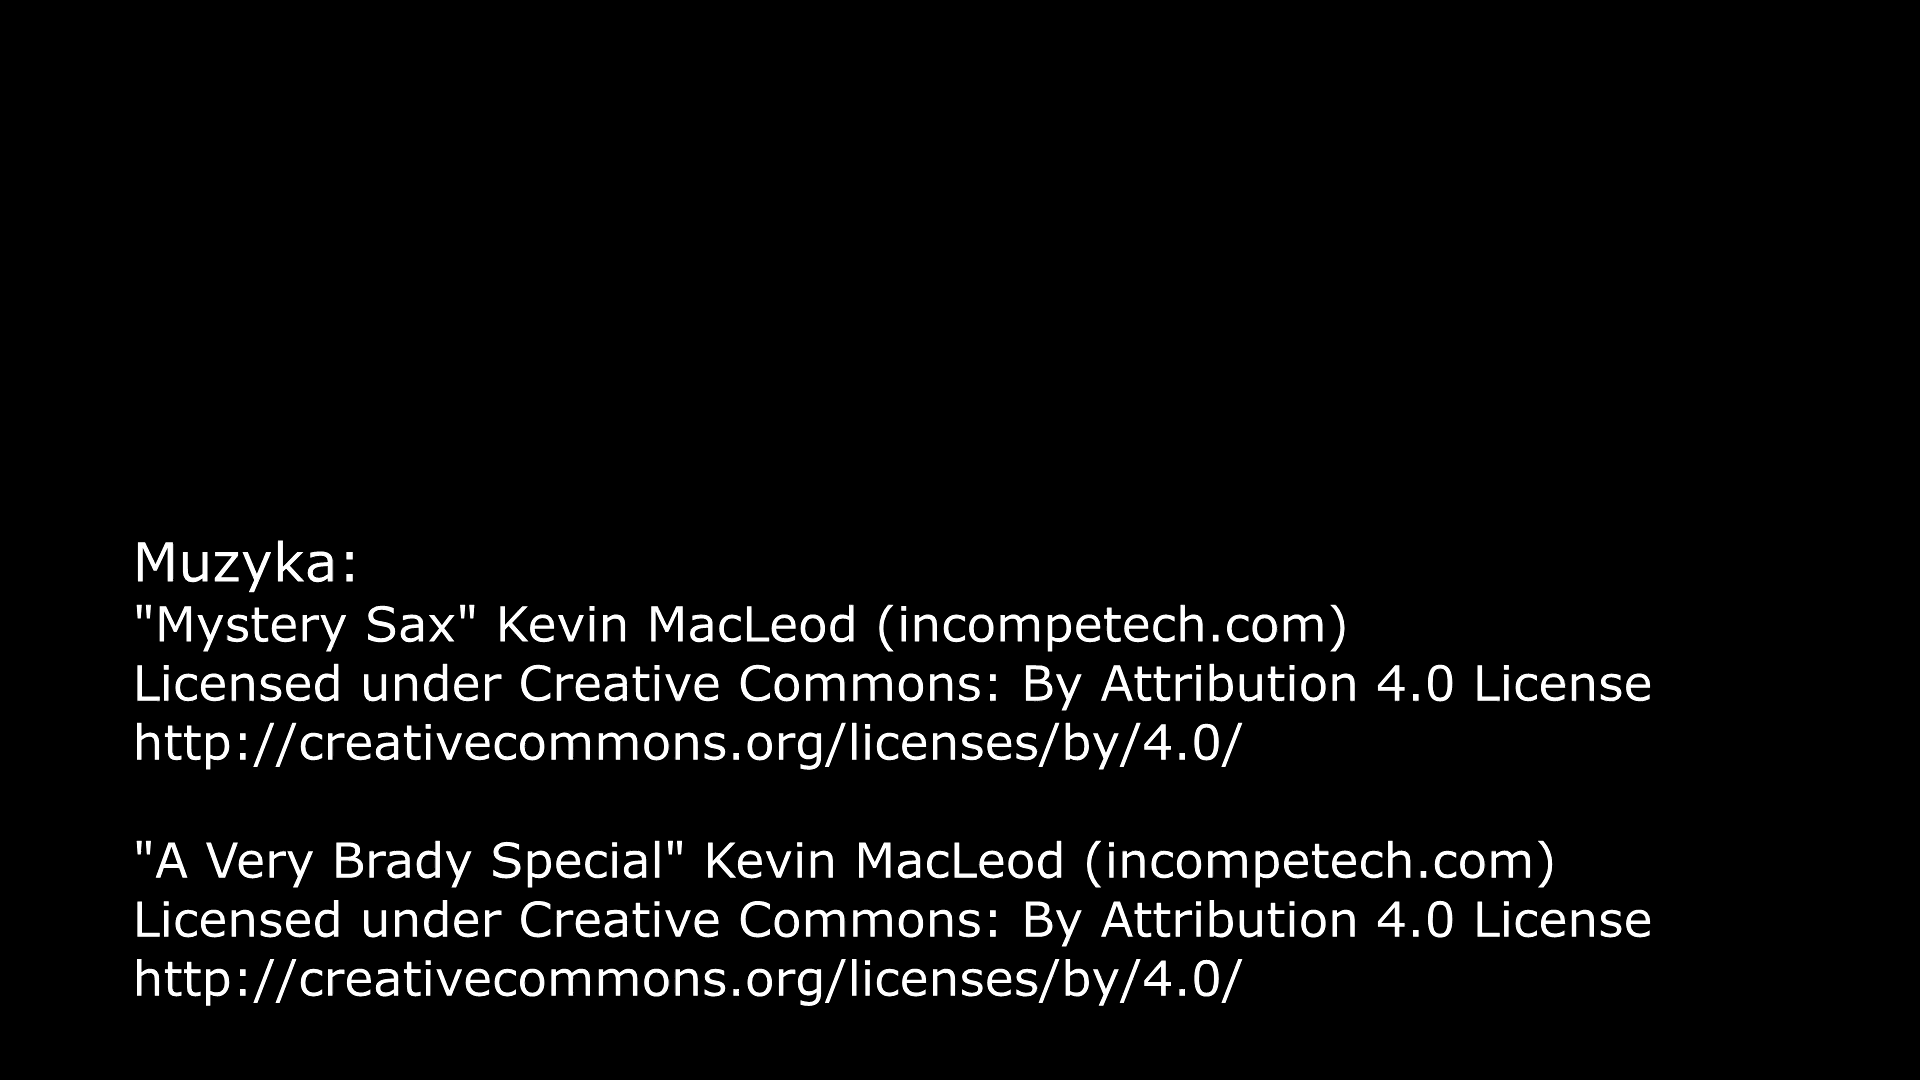 Muzyka:
"Mystery Sax" Kevin MacLeod (incompetech.com)
Licensed under Creative Commons: By Attribution 4.0 License
http://creativecommons.org/licenses/by/4.0/
"A Very Brady Special" Kevin MacLeod (incompetech.com)
Licensed under Creative Commons: By Attribution 4.0 License
http://creativecommons.org/licenses/by/4.0/